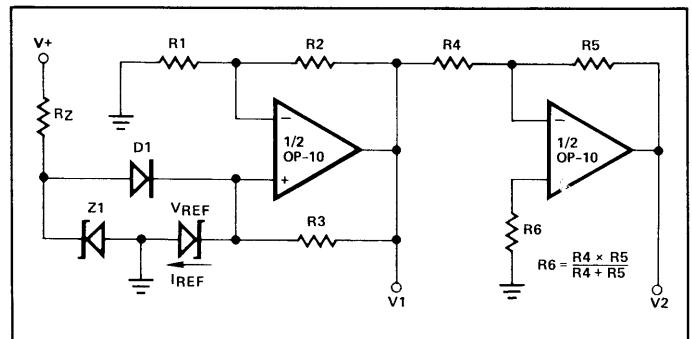 V+
R1
R2
R4
R5
RZ
−
1/2
OP-10
+
−
1/2
OP-10
+
D1
Z1
VREF
IREF
R3
R6
R6 = R4 × R5
R4 + R5
V1
V2